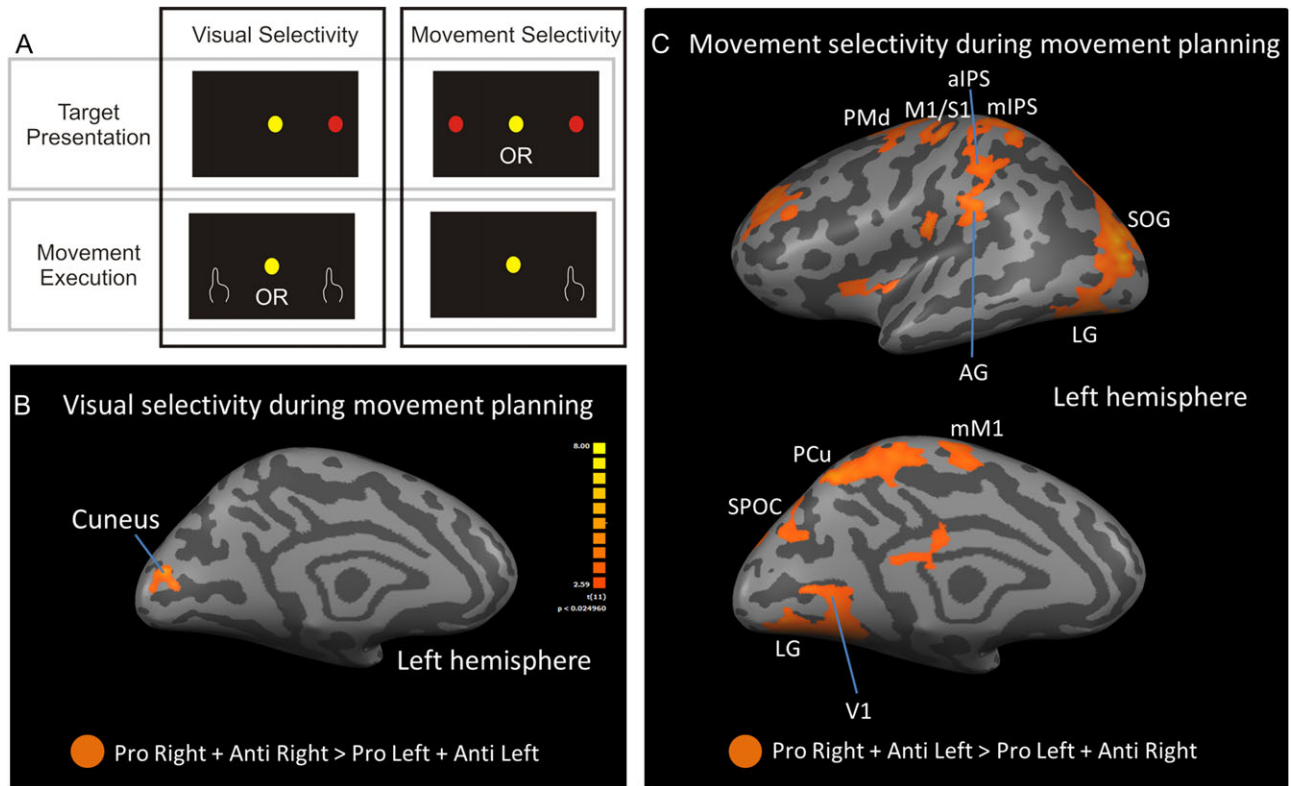 A
Visual Selectivity
Movement Selectivity
Target
Presentation
OR
Movement
Execution
OR
B Visual selectivity during movement planning
8.00
2.59
t(11)
p < 0.024960
Cuneus
Left hemisphere
Pro Right + Anti Right > Pro Left + Anti Left
C Movement selectivity during movement planning
aIPS
PMd M1/S1 mIPS
SOG
LG
AG
Left hemisphere
mM1
PCu
SPOC
LG
V1
Pro Right + Anti Left > Pro Left + Anti Right